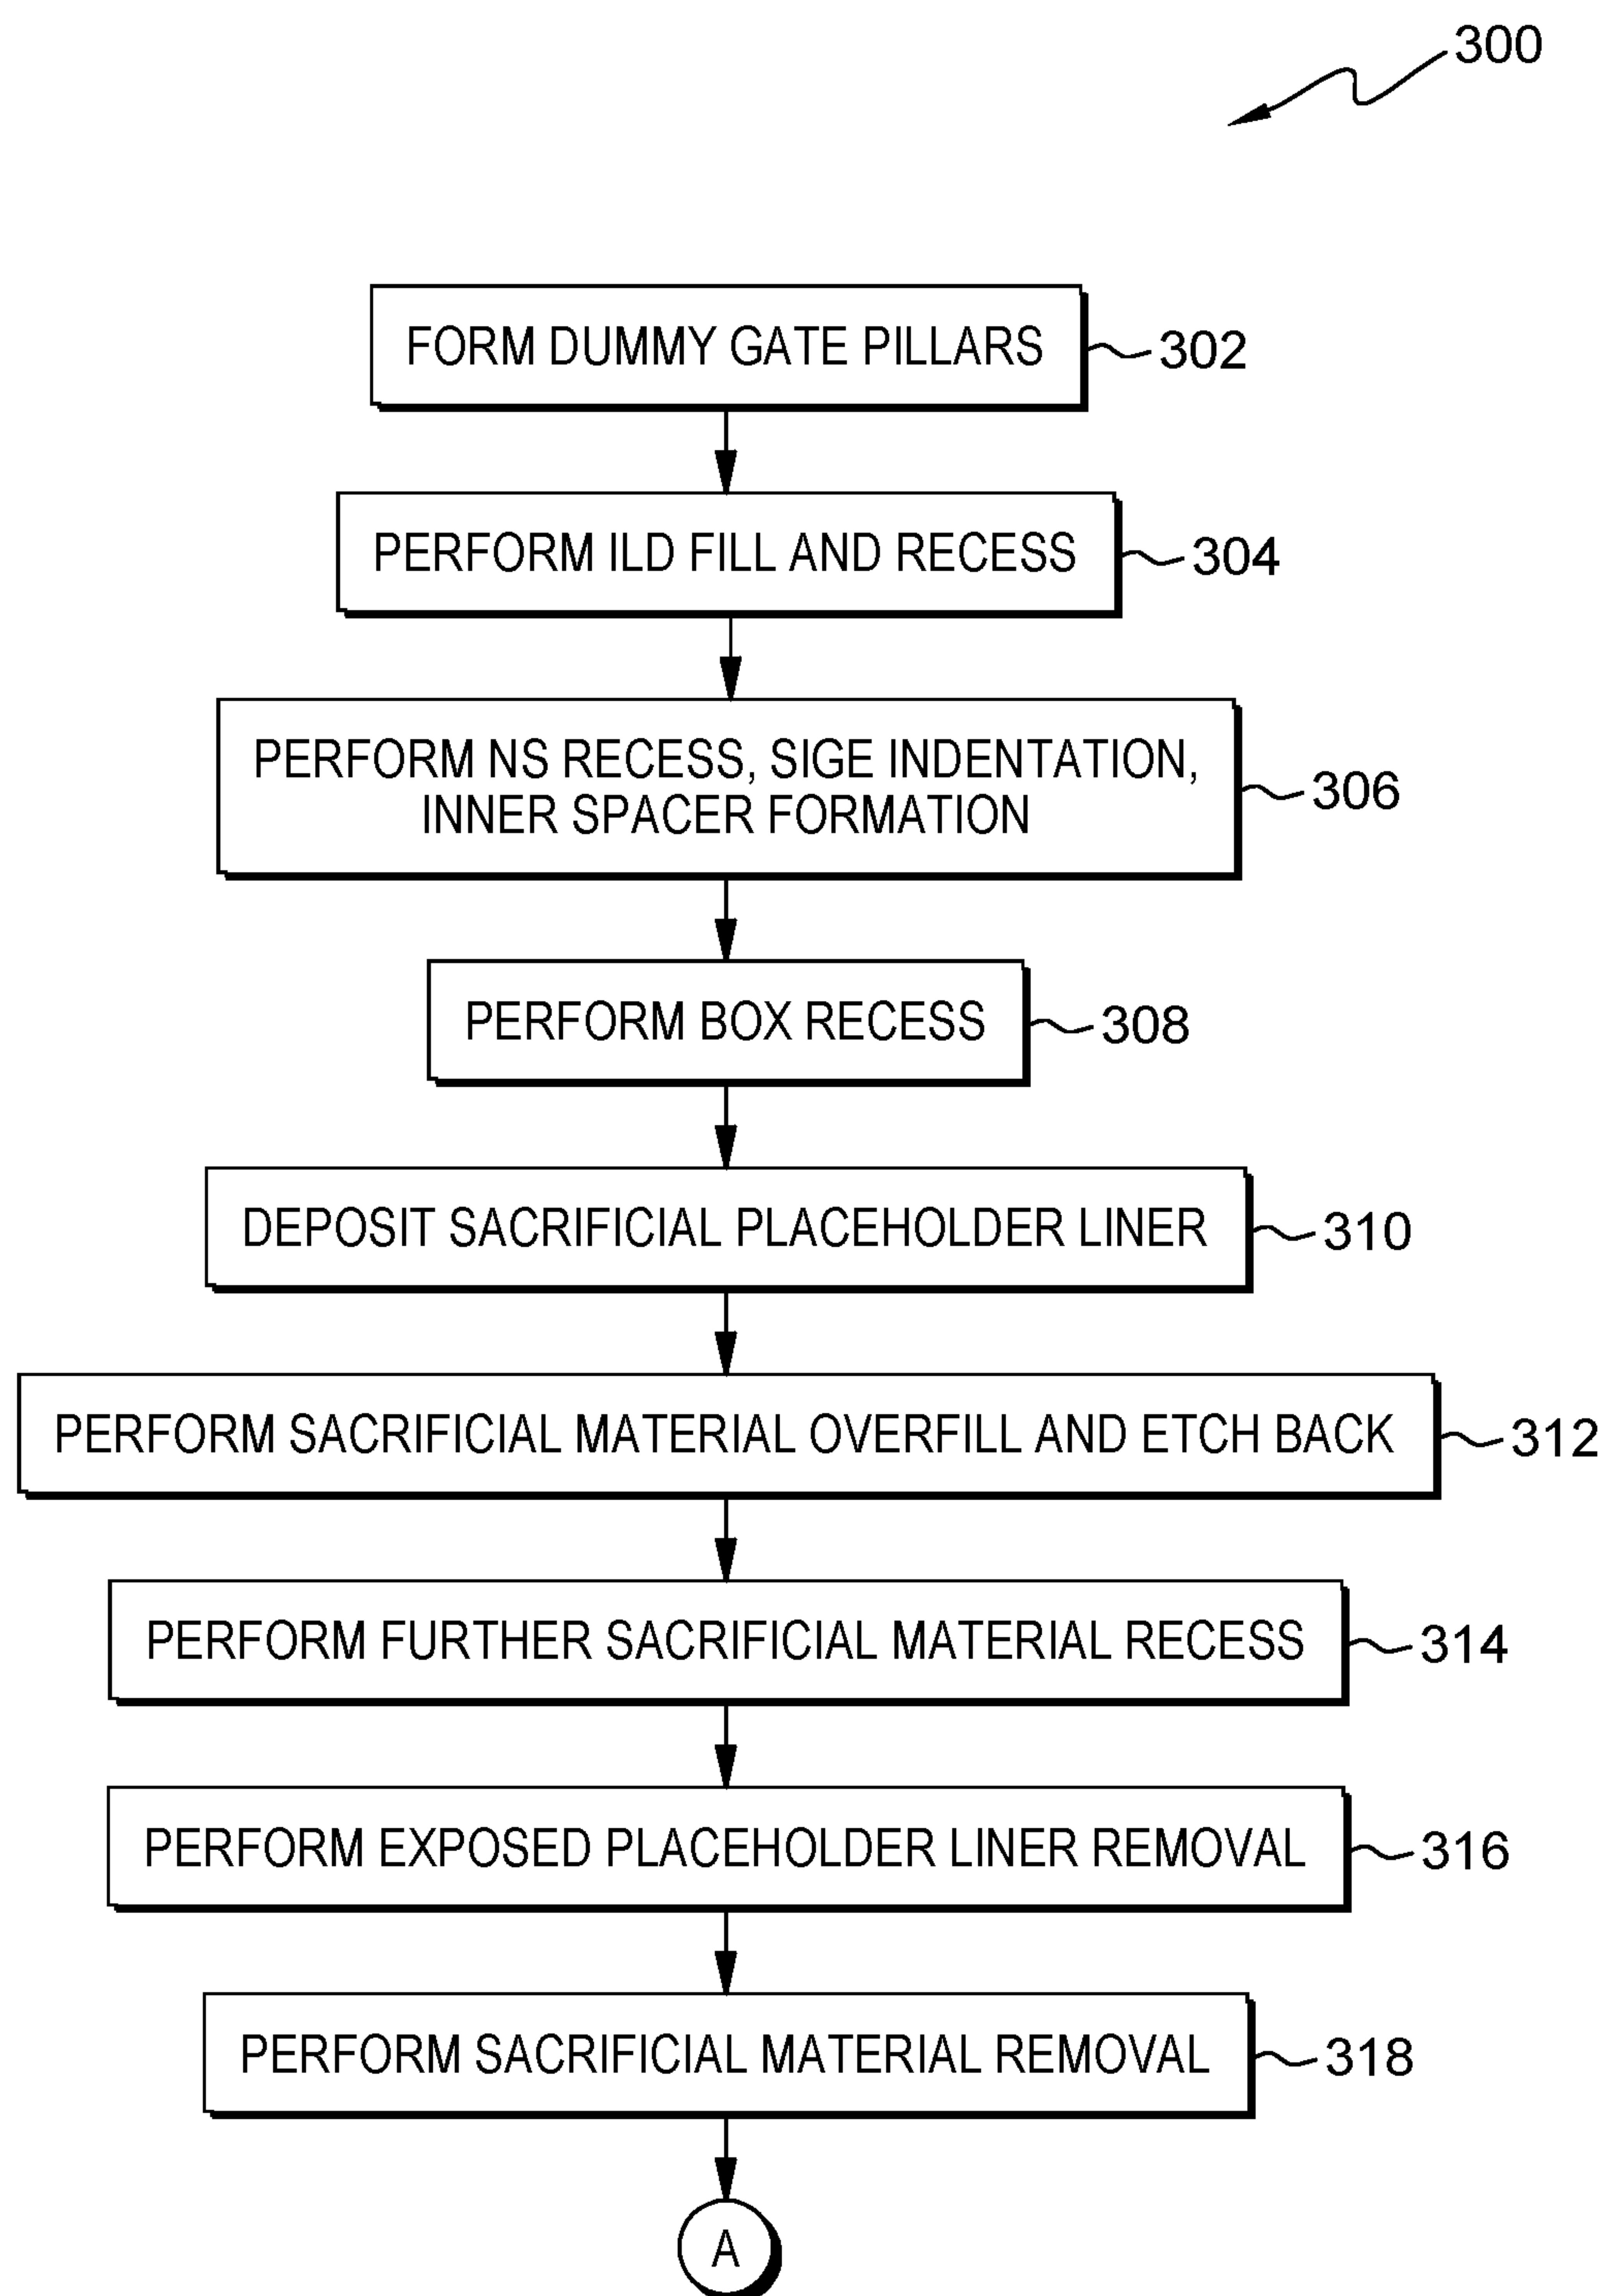 300
FORM DUMMY GATE PILLARS
302
PERFORM ILD FILL AND RECESS
304
PERFORM NS RECESS, SIGE INDENTATION,
INNER SPACER FORMATION
306
PERFORM BOX RECESS
308
DEPOSIT SACRIFICIAL PLACEHOLDER LINER
310
PERFORM SACRIFICIAL MATERIAL OVERFILL AND ETCH BACK
312
PERFORM FURTHER SACRIFICIAL MATERIAL RECESS
314
PERFORM EXPOSED PLACEHOLDER LINER REMOVAL
316
PERFORM SACRIFICIAL MATERIAL REMOVAL
318
A